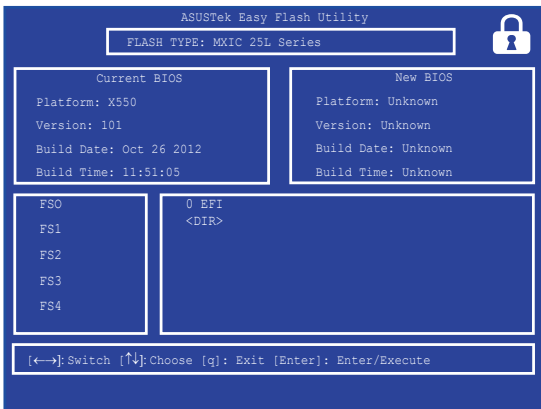 ASUSTek Easy Flash Utility
FLASH TYPE: MXIC 25L Series
Current BIOS
Platform: X550
Version: 101
Build Date: Oct 26 2012
Build Time: 11:51:05
New BIOS
Platform: Unknown
Version: Unknown
Build Date: Unknown
Build Time: Unknown
FSO
FS1
FS2
FS3
FS4
0 EFI
<DIR>
[←→]: Switch [↑↓]: Choose [q]: Exit [Enter]: Enter/Execute